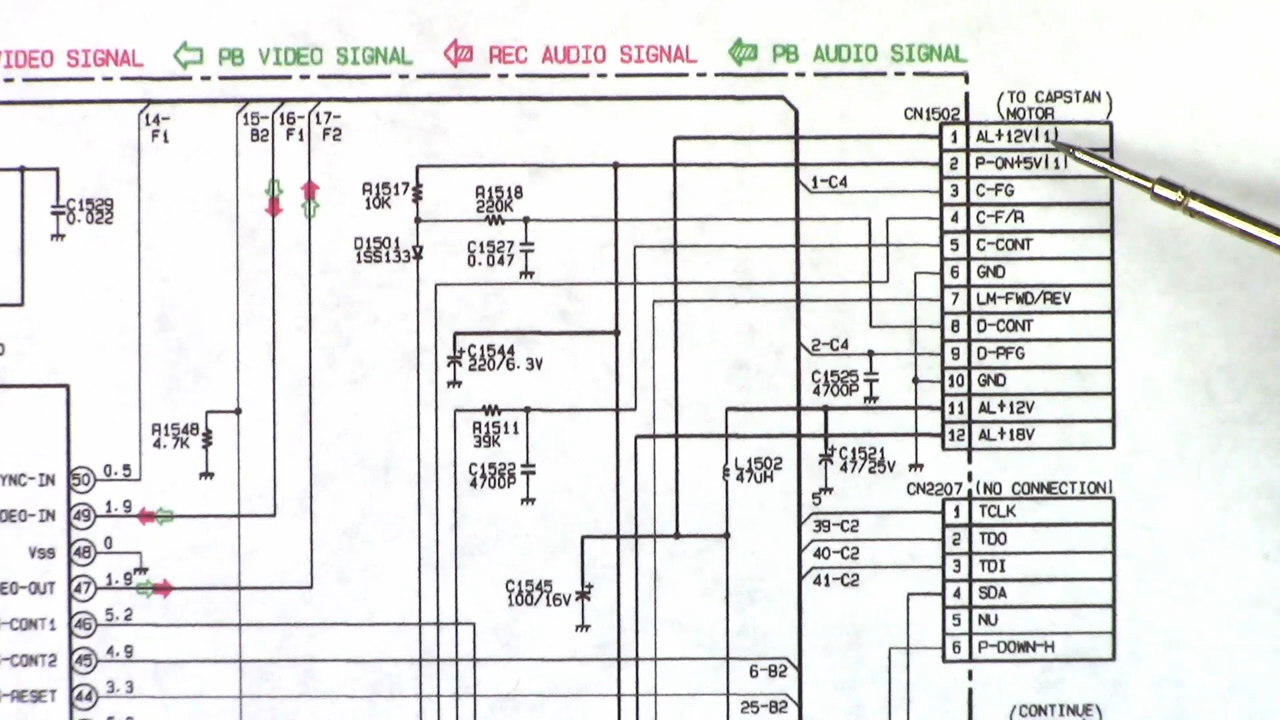 VIDEO SIGNAL PB VIDEO SIGNAL REC AUDIO SIGNAL PB AUDIO SIGNAL
(TO CAPSTAN MOTOR)
CN1502
1 AL+12V(1)
2 P-ON+5V(1)
3 C-FG
4 C-F/R
5 C-CONT
6 GND
7 LM-FWD/REV
8 D-CONT
9 D-PFG
10 GND
11 AL+12V
12 AL+18V
14-F1
15-B2
16-F1
17-F2
C1529
0.022
R1517
10K
R1518
220K
D1501
1SS133
C1527
0.047
1-C4
C1544
220/6.3V
2-C4
C1525
4700P
R1548
4.7K
R1511
39K
C1522
4700P
L1502
47uH
C1521
47/25V
C1545
100/16V
CN2207 (NO CONNECTION)
1 TCLK
2 TDO
3 TDI
4 SDA
5 NU
6 P-DOWN-H
5
39-C2
40-C2
41-C2
YNC-IN 50 0.5
DEO-IN 49 1.9
Vss 48 0
EO-OUT 47 1.9
-CONT1 46 5.2
-CONT2 45 4.9
-RESET 44 3.3
6-B2
25-B2
(CONTINUE